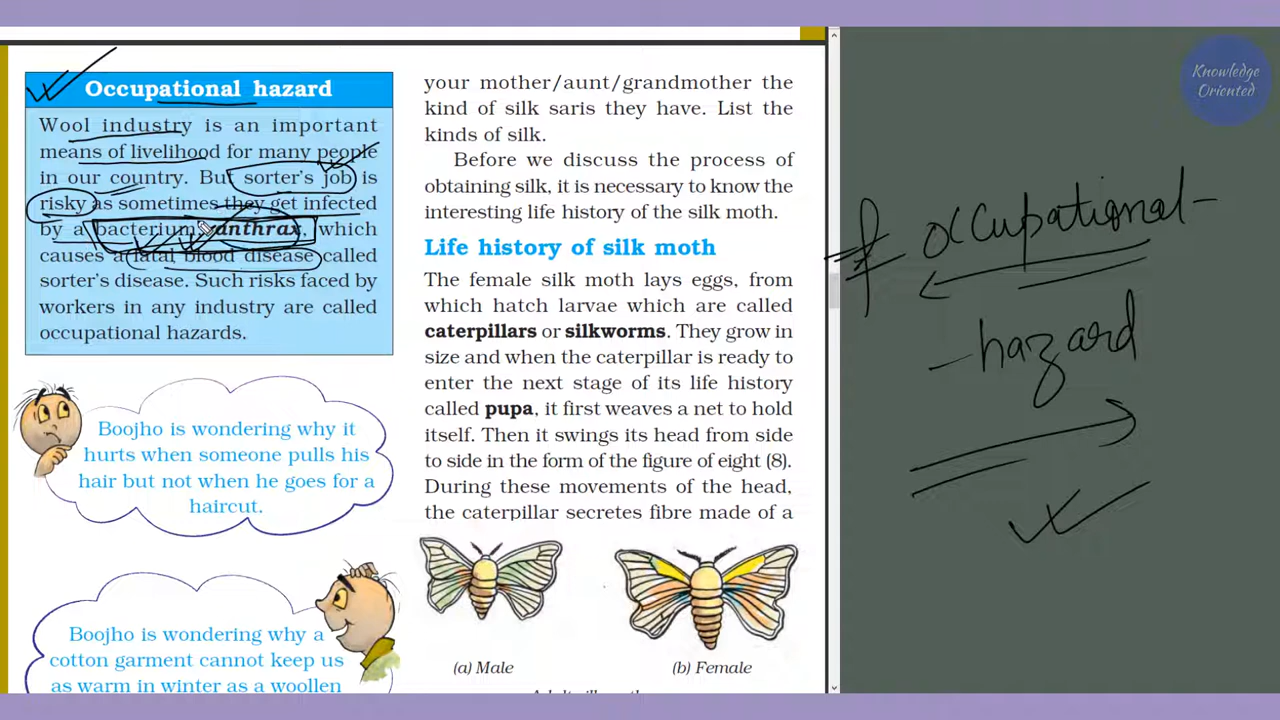 Occupational hazard
Wool industry is an important
means of livelihood for many people
in our country. But sorter's job is
risky as sometimes they get infected
by a bacterium, anthrax, which
causes a fatal blood disease called
sorter's disease. Such risks faced by
workers in any industry are called
occupational hazards.
Boojho is wondering why it
hurts when someone pulls his
hair but not when he goes for a
haircut.
Boojho is wondering why a
cotton garment cannot keep us
as warm in winter as a woollen
your mother/aunt/grandmother the
kind of silk saris they have. List the
kinds of silk.
Before we discuss the process of
obtaining silk, it is necessary to know the
interesting life history of the silk moth.
Life history of silk moth
The female silk moth lays eggs, from
which hatch larvae which are called
caterpillars or silkworms. They grow in
size and when the caterpillar is ready to
enter the next stage of its life history
called pupa, it first weaves a net to hold
itself. Then it swings its head from side
to side in the form of the figure of eight (8).
During these movements of the head,
the caterpillar secretes fibre made of a
(a) Male
(b) Female
Knowledge
Oriented
occupational-
-hazard